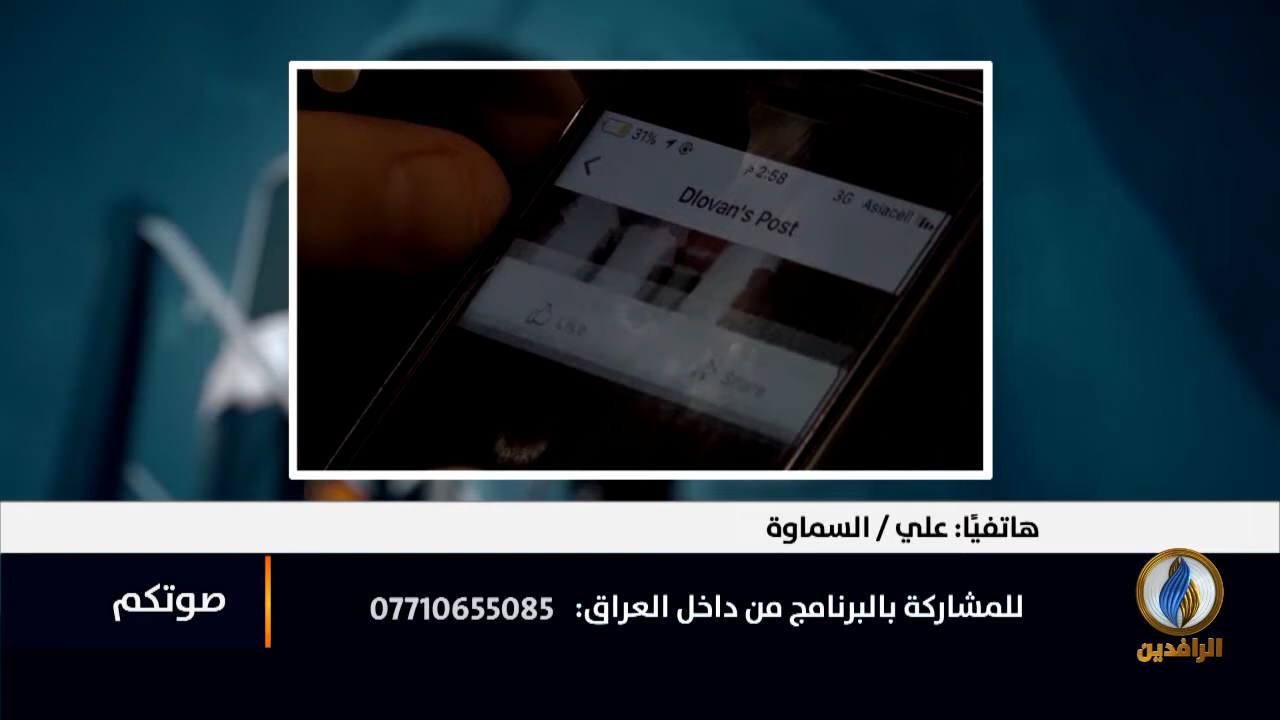 31%
م 2:58
3G Asiacell
Dlovan's Post
Like
Share
هاتفيًا: علي / السماوة
للمشاركة بالبرنامج من داخل العراق: 07710655085
صوتكم
الرافدين